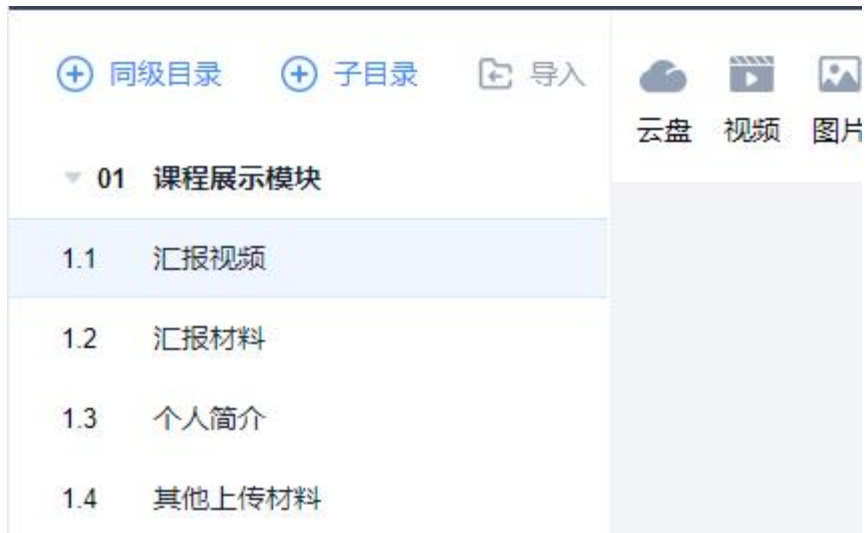 同级目录 子目录 导入
云盘 视频 图片
01 课程展示模块
1.1 汇报视频
1.2 汇报材料
1.3 个人简介
1.4 其他上传材料